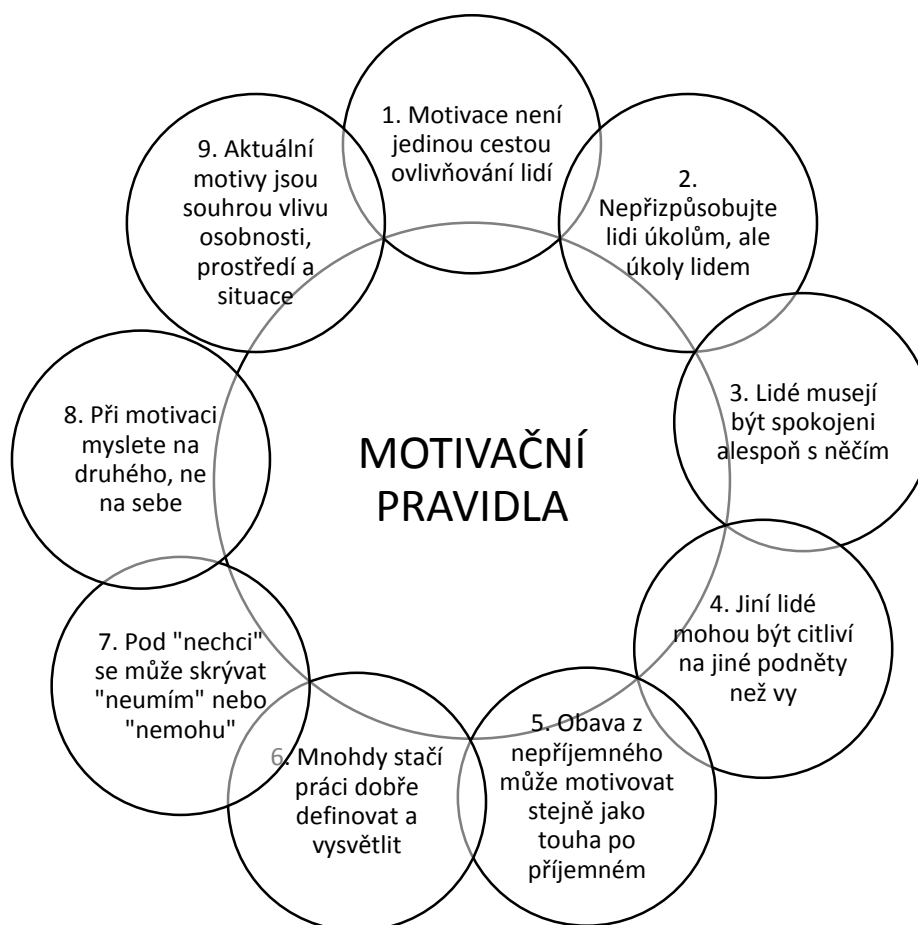 MOTIVAČNÍ
PRAVIDLA
1. Motivace není
jedinou cestou
ovlivňování lidí
2.
Nepřizpůsobujte
lidi úkolům, ale
úkoly lidem
3. Lidé musejí
být spokojeni
alespoň s něčím
4. Jiní lidé
mohou být citliví
na jiné podněty
než vy
5. Obava z
nepříjemného
může motivovat
stejně jako
touha po
příjemném
6. Mnohdy stačí
práci dobře
definovat a
vysvětlit
7. Pod "nechci"
se může skrývat
"neumím" nebo
"nemohu"
8. Při motivaci
myslete na
druhého, ne
na sebe
9. Aktuální
motivy jsou
souhrou vlivu
osobnosti,
prostředí a
situace